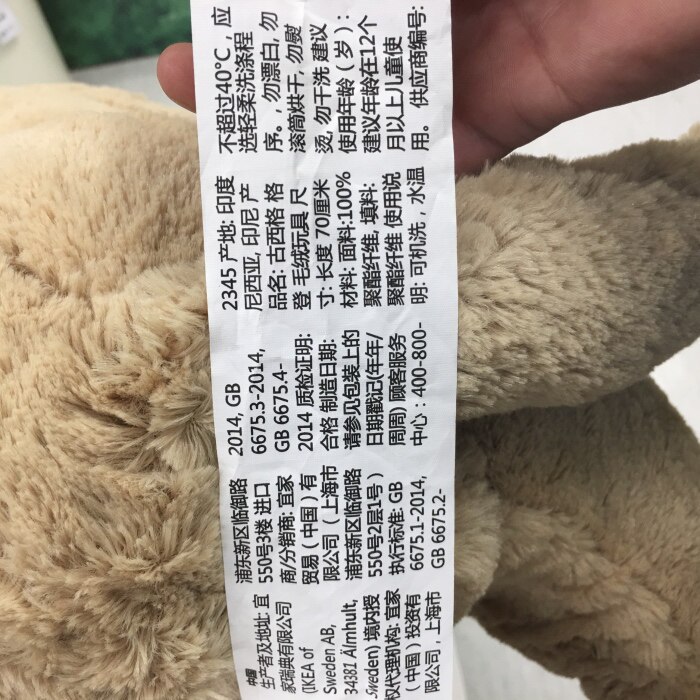 中国
生产者及地址: 宜
家瑞典有限公司
(IKEA of
Sweden AB,
34381 Älmhult,
Sweden) 境内授
权代理机构: 宜家
（中国）投资有
限公司，上海市
浦东新区临御路
550号3楼 进口
商/分销商: 宜家
贸易（中国）有
限公司（上海市
浦东新区临御路
550号2层1号）
执行标准: GB
6675.1-2014,
GB 6675.2-
2014, GB
6675.3-2014,
GB 6675.4-
2014 质检证明:
合格 制造日期:
请参见包装上的
日期戳记(年年/
周周) 顾客服务
中心: 400-800-
2345 产地: 印度
尼西亚, 印尼 产
品名: 古西格 格
登 毛绒玩具 尺
寸: 长度 70厘米
材料: 面料:100%
聚酯纤维, 填料:
聚酯纤维 使用说
明: 可机洗，水温
不超过40°C，应
选轻柔洗涤程
序。, 勿漂白, 勿
滚筒烘干, 勿熨
烫, 勿干洗 建议
使用年龄（岁）:
建议年龄在12个
月以上儿童使
用。 供应商编号: